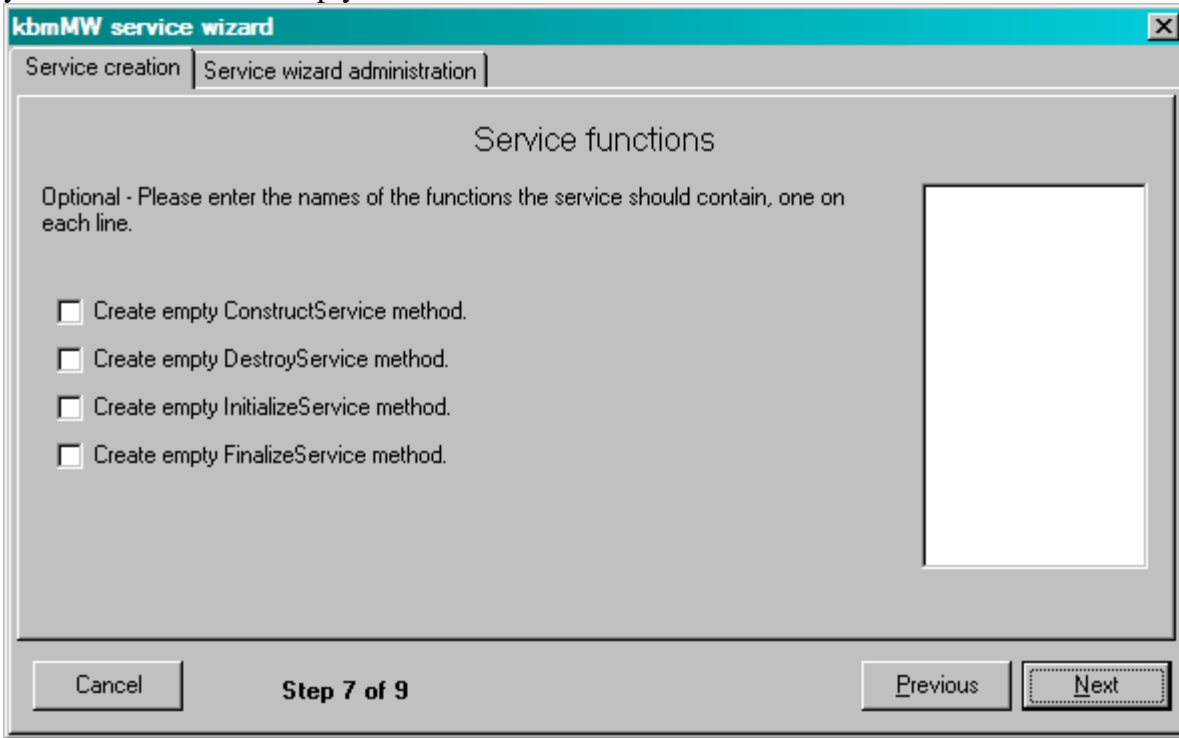 kbmMW service wizard
Service creation
Service wizard administration
Service functions
Optional - Please enter the names of the functions the service should contain, one on
each line.
Create empty ConstructService method.
Create empty DestroyService method.
Create empty InitializeService method.
Create empty FinalizeService method.
Cancel
Step 7 of 9
Previous
Next